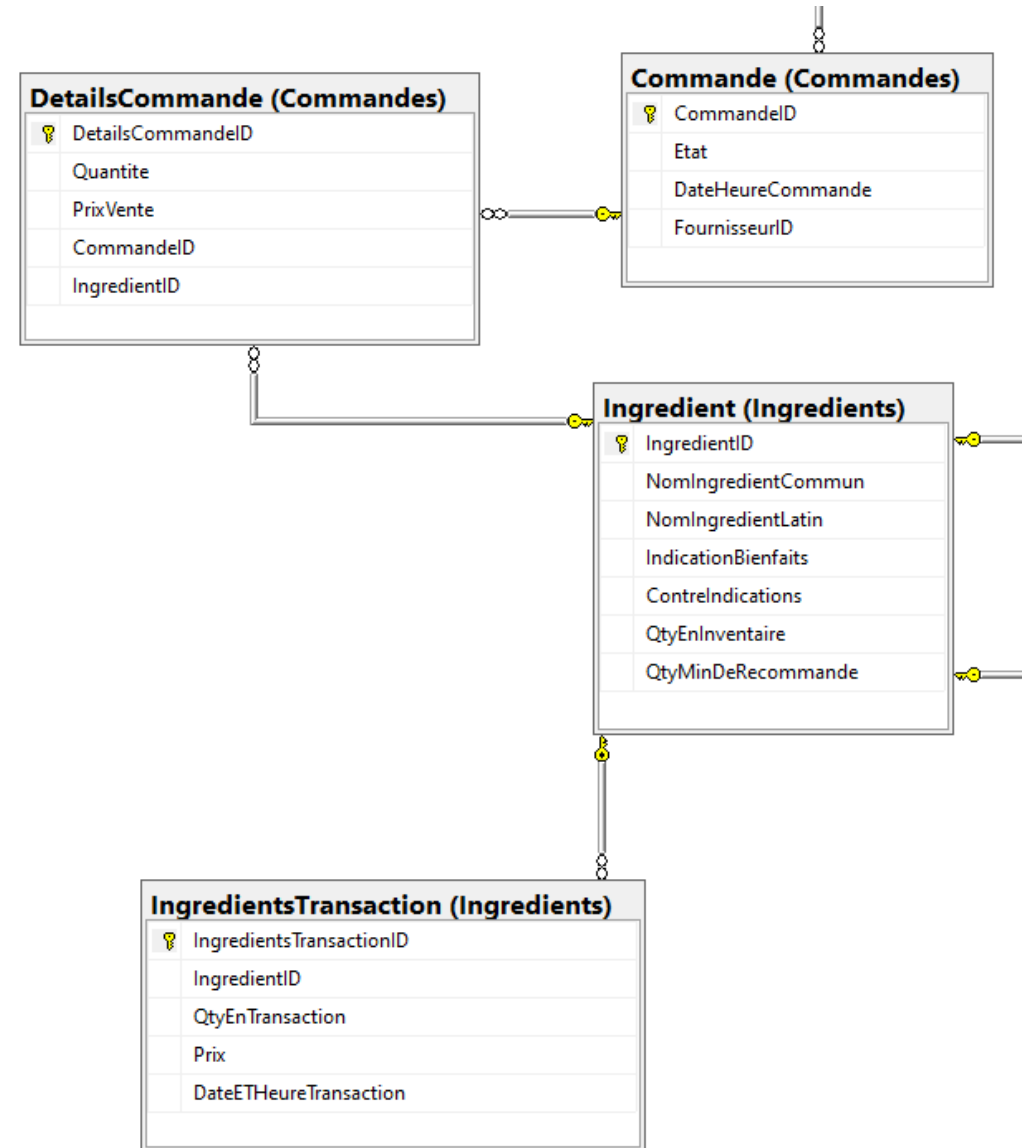 DetailsCommande (Commandes)
DetailsCommandeID
Quantite
PrixVente
CommandeID
IngredientID
Commande (Commandes)
CommandeID
Etat
DateHeureCommande
FournisseurID
Ingredient (Ingredients)
IngredientID
NomIngredientCommun
NomIngredientLatin
IndicationBienfaits
ContreIndications
QtyEnInventaire
QtyMinDeRecommande
IngredientsTransaction (Ingredients)
IngredientsTransactionID
IngredientID
QtyEnTransaction
Prix
DateETHeureTransaction